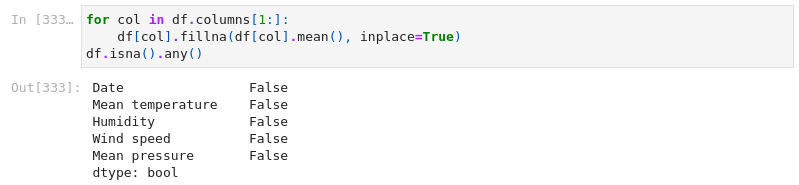 In [333… for col in df.columns[1:]:
    df[col].fillna(df[col].mean(), inplace=True)
df.isna().any()
Out[333]: Date                False
Mean temperature    False
Humidity            False
Wind speed          False
Mean pressure       False
dtype: bool